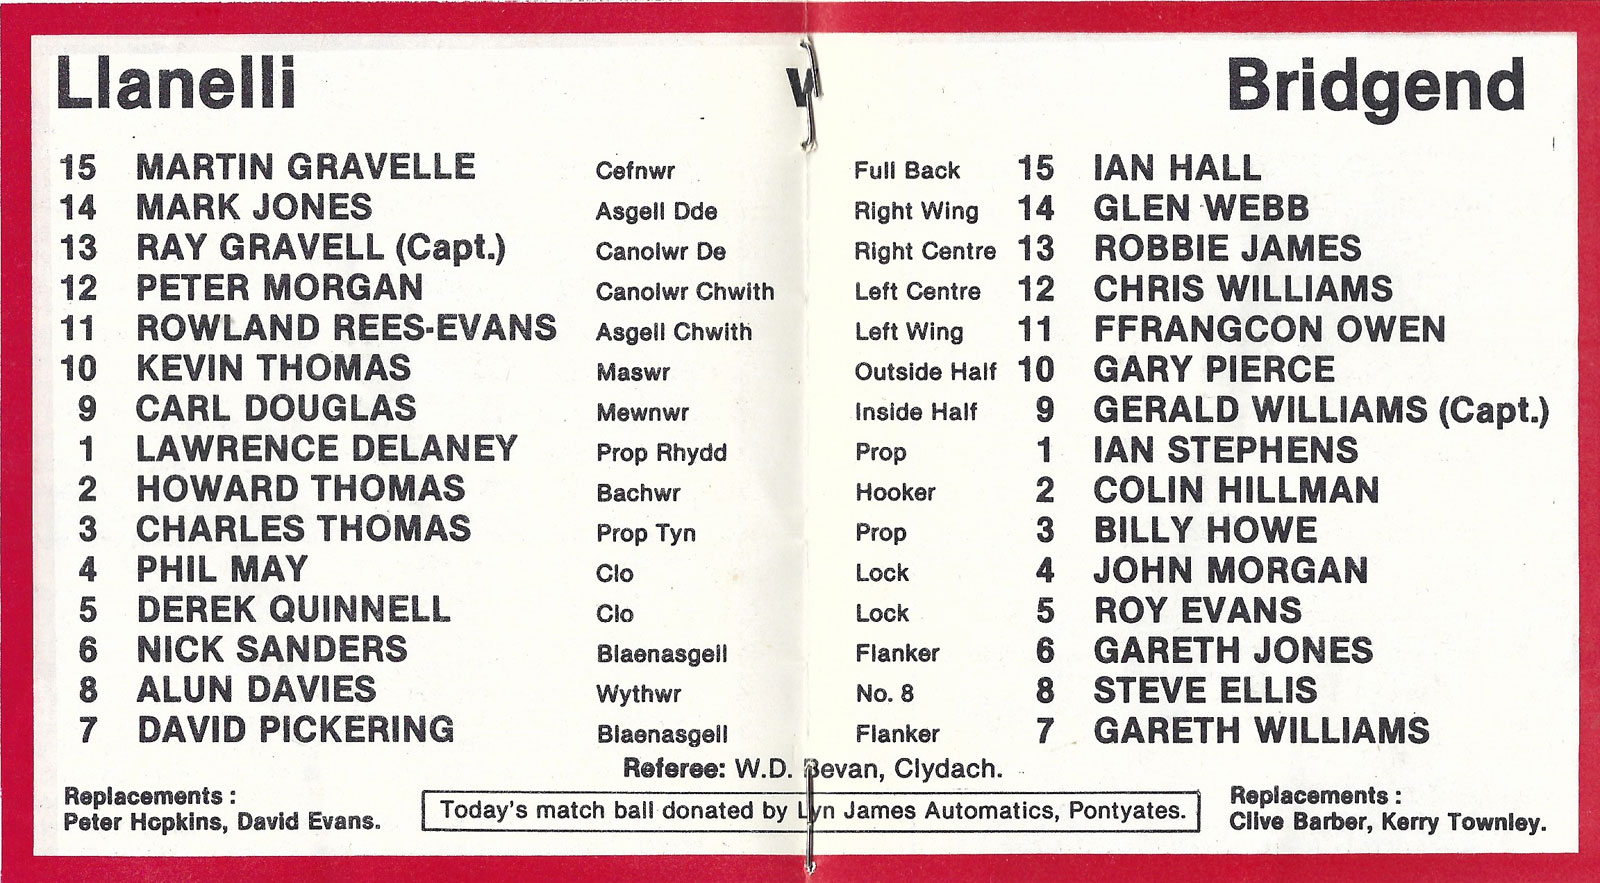 Llanelli v Bridgend
15 MARTIN GRAVELLE Cefnwr Full Back 15 IAN HALL
14 MARK JONES Asgell Dde Right Wing 14 GLEN WEBB
13 RAY GRAVELL (Capt.) Canolwr De Right Centre 13 ROBBIE JAMES
12 PETER MORGAN Canolwr Chwith Left Centre 12 CHRIS WILLIAMS
11 ROWLAND REES-EVANS Asgell Chwith Left Wing 11 FFRANGCON OWEN
10 KEVIN THOMAS Maswr Outside Half 10 GARY PIERCE
9 CARL DOUGLAS Mewnwr Inside Half 9 GERALD WILLIAMS (Capt.)
1 LAWRENCE DELANEY Prop Rhydd Prop 1 IAN STEPHENS
2 HOWARD THOMAS Bachwr Hooker 2 COLIN HILLMAN
3 CHARLES THOMAS Prop Tyn Prop 3 BILLY HOWE
4 PHIL MAY Clo Lock 4 JOHN MORGAN
5 DEREK QUINNELL Clo Lock 5 ROY EVANS
6 NICK SANDERS Blaenasgell Flanker 6 GARETH JONES
8 ALUN DAVIES Wythwr No. 8 8 STEVE ELLIS
7 DAVID PICKERING Blaenasgell Flanker 7 GARETH WILLIAMS
Referee: W.D. Bevan, Clydach.
Replacements :
Peter Hopkins, David Evans.
Today's match ball donated by Lyn James Automatics, Pontyates.
Replacements :
Clive Barber, Kerry Townley.